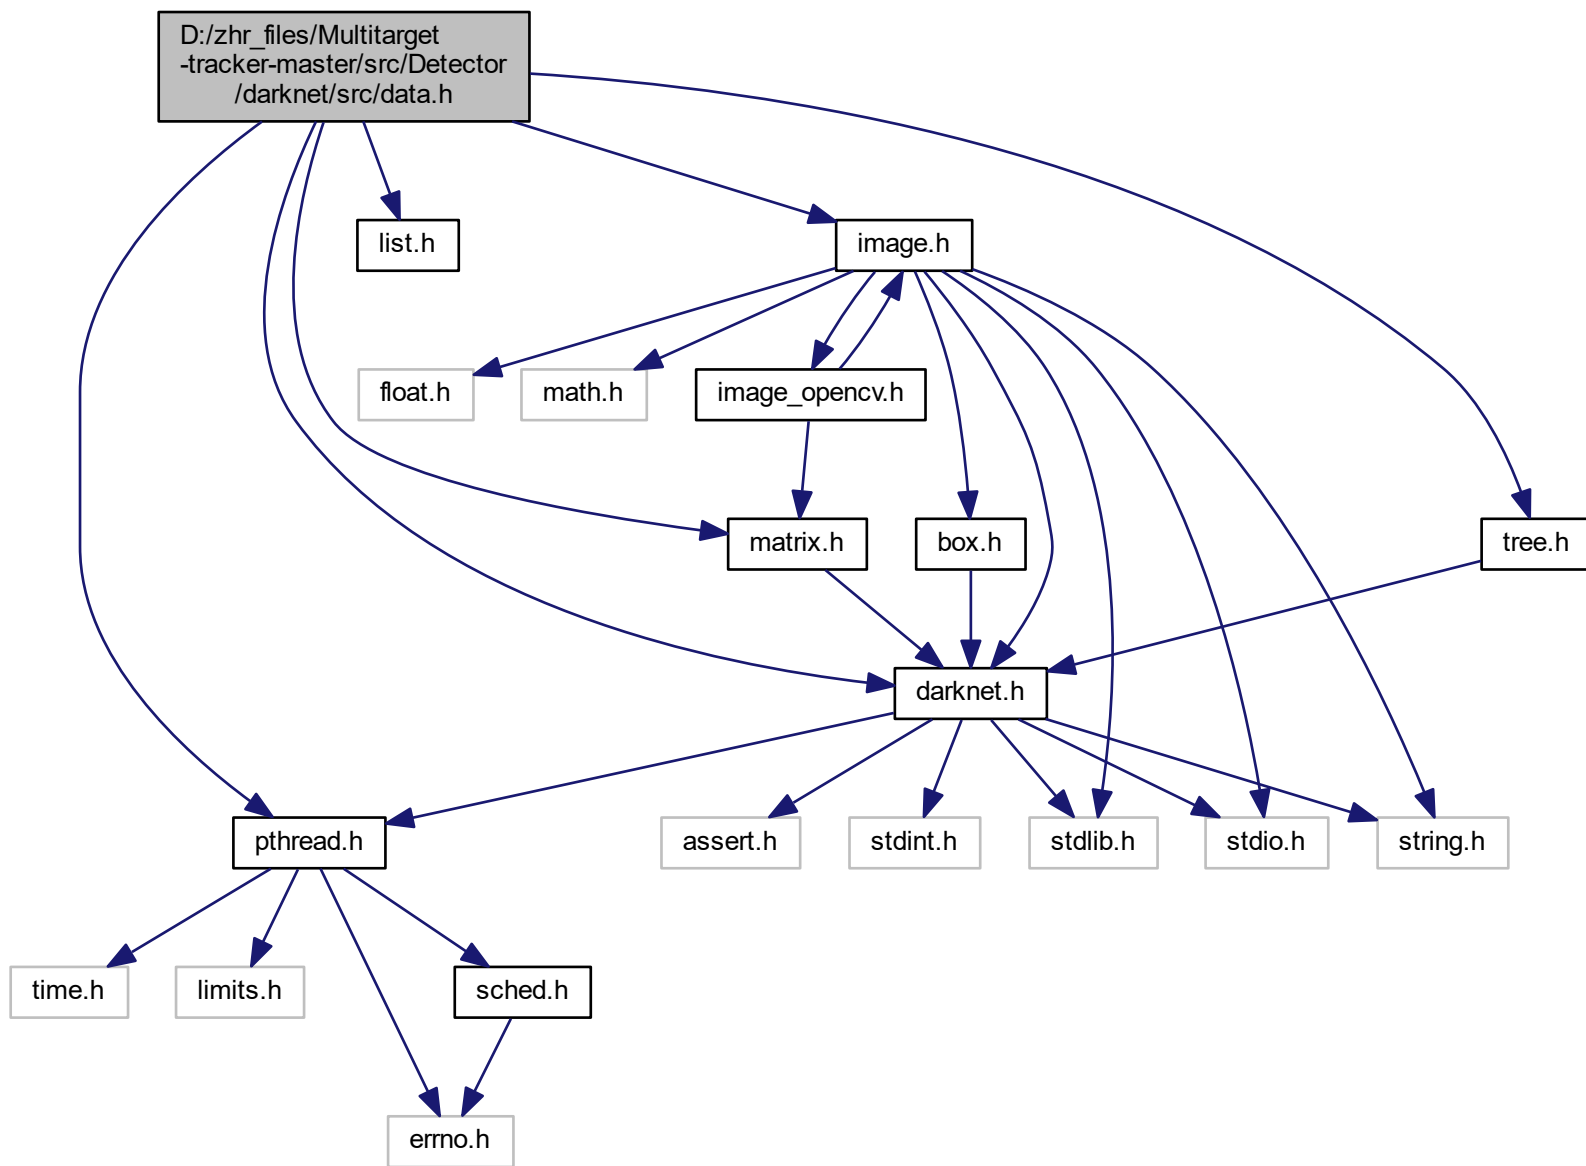 D:/zhr_files/Multitarget
-tracker-master/src/Detector
/darknet/src/data.h
list.h
image.h
float.h
math.h
image_opencv.h
matrix.h
box.h
tree.h
darknet.h
pthread.h
assert.h
stdint.h
stdlib.h
stdio.h
string.h
time.h
limits.h
sched.h
errno.h